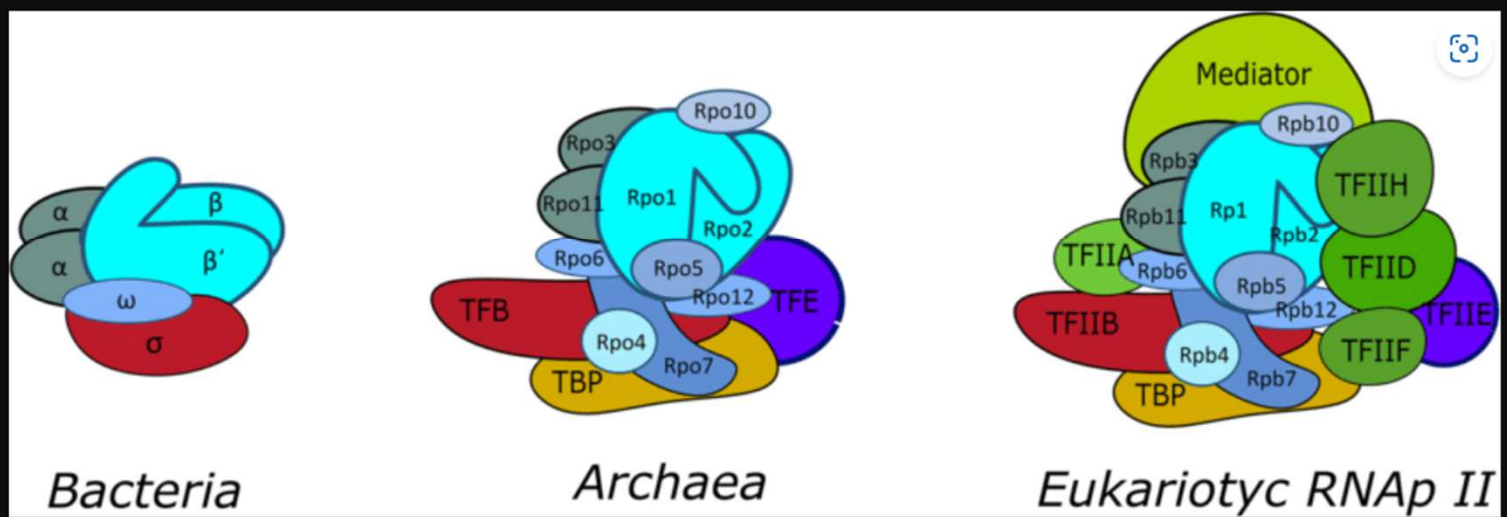 α
α
β
β´
ω
σ
Bacteria
Rpo10
Rpo3
Rpo11
Rpo1
Rpo2
Rpo6
Rpo5
Rpo12
TFB
TFE
Rpo4
Rpo7
TBP
Archaea
Mediator
Rpb10
Rpb3
TFIIH
Rpb11
Rp1
Rpb2
TFIIA
Rpb6
TFIID
Rpb5
Rpb12
TFIIB
TFIIE
Rpb4
TFIIF
Rpb7
TBP
Eukariotyc RNAp II